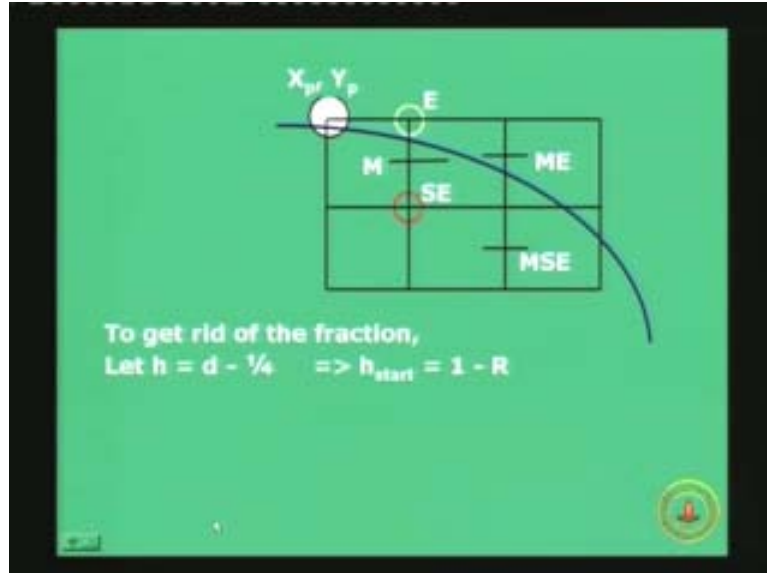 Xp, Yp
E
M
ME
SE
MSE
To get rid of the fraction,
Let h = d - ¼ => hstart = 1 - R